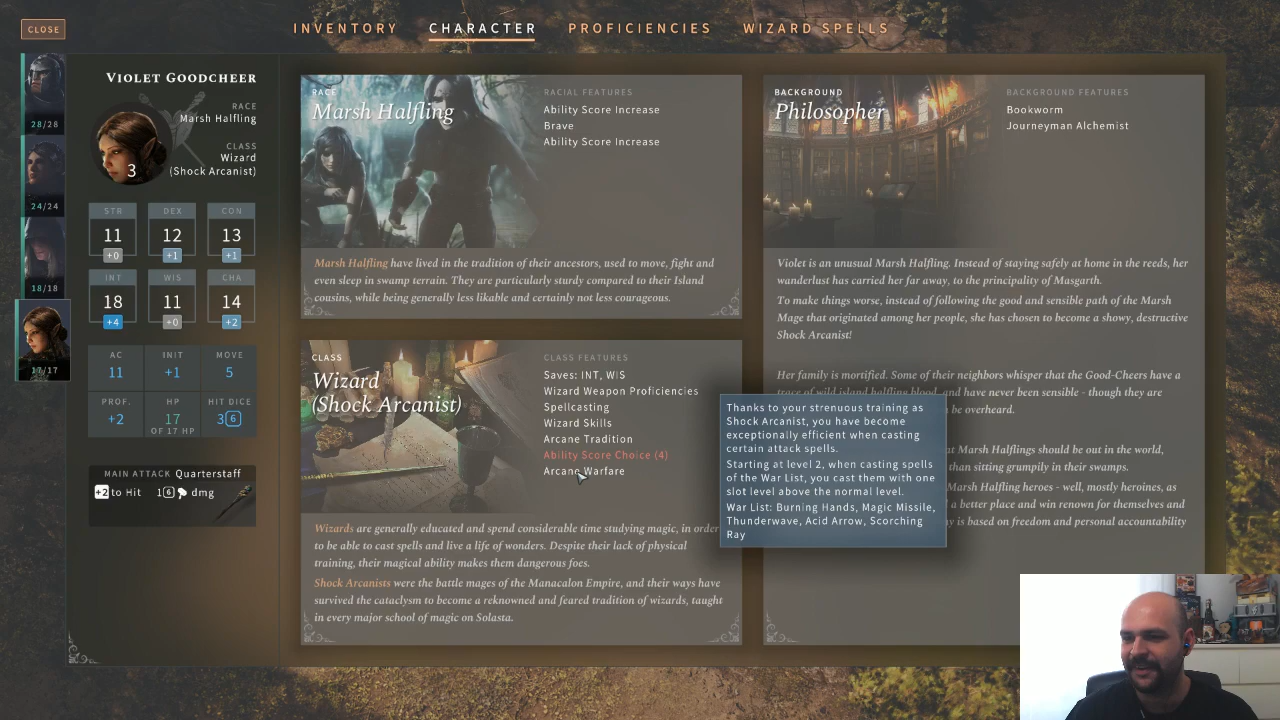 CLOSE
INVENTORY
CHARACTER
PROFICIENCIES
WIZARD SPELLS
28/28
24/24
18/18
17/17
VIOLET GOODCHEER
RACE
Marsh Halfling
CLASS
Wizard
(Shock Arcanist)
3
STR
DEX
CON
11
12
13
+0
+1
+1
INT
WIS
CHA
18
11
14
+4
+0
+2
AC
INIT
MOVE
11
+1
5
PROF.
HP
HIT DICE
+2
17
3 6
OF 17 HP
MAIN ATTACK Quarterstaff
+2 to Hit 1 6 dmg
RACE
Marsh Halfling
RACIAL FEATURES
Ability Score Increase
Brave
Ability Score Increase
Marsh Halfling have lived in the tradition of their ancestors, used to move, fight and
even sleep in swamp terrain. They are particularly sturdy compared to their Island
cousins, while being generally less likable and certainly not less courageous.
CLASS
Wizard
(Shock Arcanist)
CLASS FEATURES
Saves: INT, WIS
Wizard Weapon Proficiencies
Spellcasting
Wizard Skills
Arcane Tradition
Ability Score Choice (4)
Arcane Warfare
Wizards are generally educated and spend considerable time studying magic, in order
to be able to cast spells and live a life of wonders. Despite their lack of physical
training, their magical ability makes them dangerous foes.
Shock Arcanists were the battle mages of the Manacalon Empire, and their ways have
survived the cataclysm to become a reknowned and feared tradition of wizards, taught
in every major school of magic on Solasta.
BACKGROUND
Philosopher
BACKGROUND FEATURES
Bookworm
Journeyman Alchemist
Violet is an unusual Marsh Halfling. Instead of staying safely at home in the reeds, her
wanderlust has carried her far away, to the principality of Masgarth.
To make things worse, instead of following the good and sensible path of the Marsh
Mage that originated among her people, she has chosen to become a showy, destructive
Shock Arcanist!
Her family is mortified. Some of their neighbors whisper that the Good-Cheers have a
trace of wild island halfling blood, and have never been sensible - though they are
be overheard.
at Marsh Halflings should be out in the world,
than sitting grumpily in their swamps.
Marsh Halfling heroes - well, mostly heroines, as
a better place and win renown for themselves and
is based on freedom and personal accountability
Thanks to your strenuous training as
Shock Arcanist, you have become
exceptionally efficient when casting
certain attack spells.
Starting at level 2, when casting spells
of the War List, you cast them with one
slot level above the normal level.
War List: Burning Hands, Magic Missile,
Thunderwave, Acid Arrow, Scorching
Ray